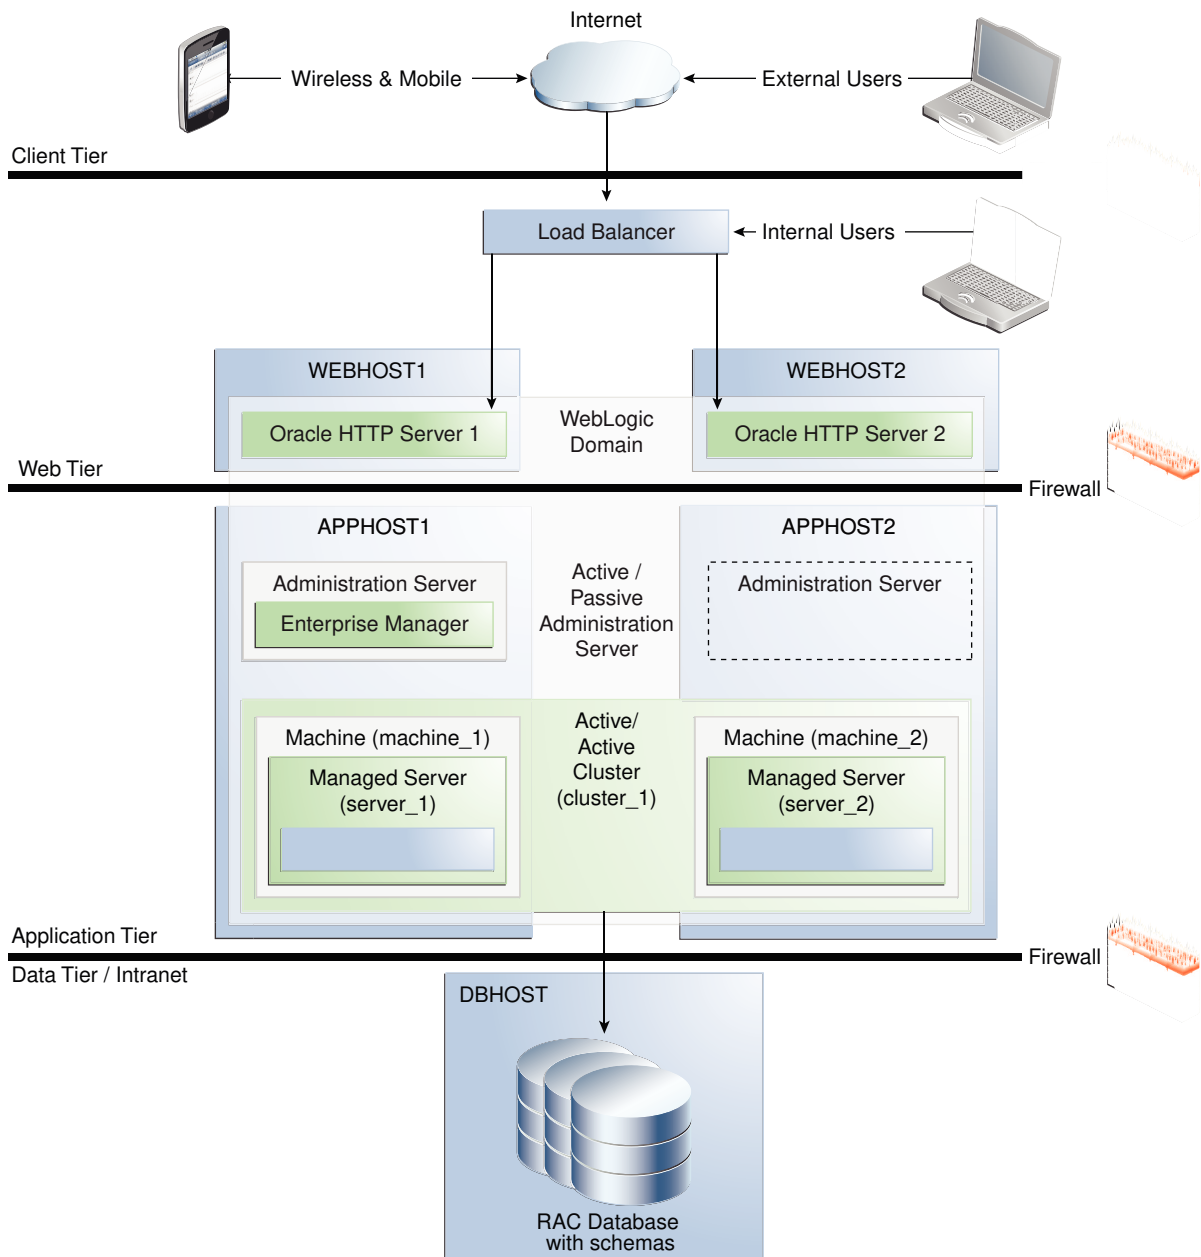 Internet
Wireless & Mobile
External Users
Client Tier
Load Balancer
Internal Users
WEBHOST1
WEBHOST2
Oracle HTTP Server 1
WebLogic
Domain
Oracle HTTP Server 2
Web Tier
Firewall
APPHOST1
APPHOST2
Administration Server
Enterprise Manager
Active /
Passive
Administration
Server
Administration Server
Machine (machine_1)
Managed Server
(server_1)
Active/
Active
Cluster
(cluster_1)
Machine (machine_2)
Managed Server
(server_2)
Application Tier
Firewall
Data Tier / Intranet
DBHOST
RAC Database
with schemas